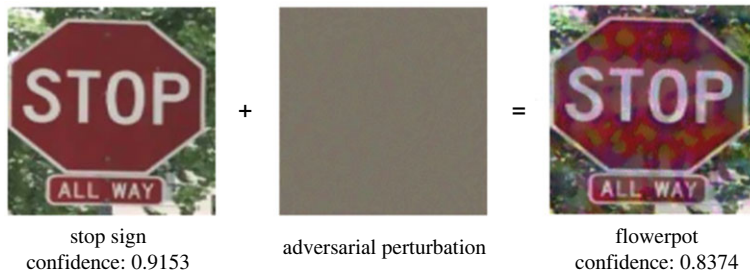 STOP
ALL WAY
+
=
STOP
ALL WAY
stop sign
confidence: 0.9153
adversarial perturbation
flowerpot
confidence: 0.8374